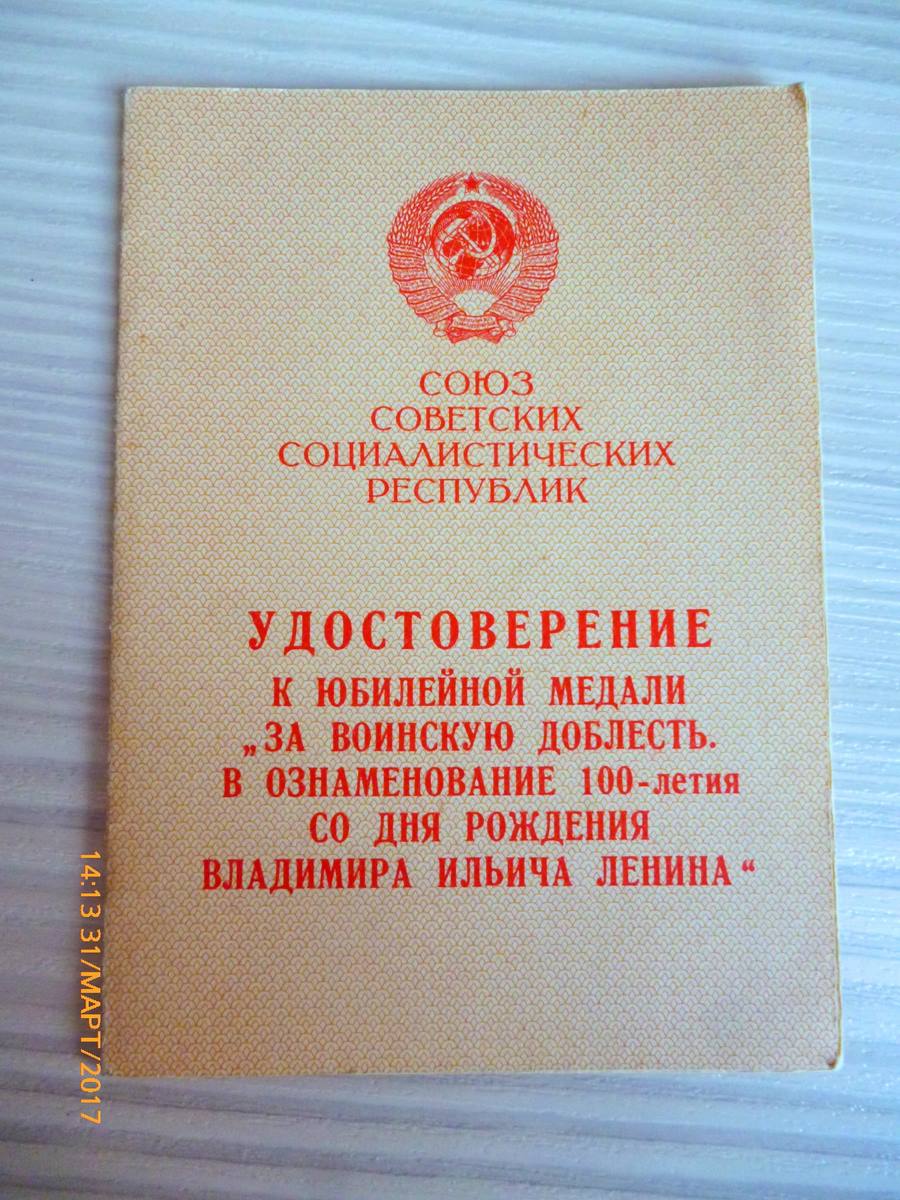 СОЮЗ
СОВЕТСКИХ
СОЦИАЛИСТИЧЕСКИХ
РЕСПУБЛИК
УДОСТОВЕРЕНИЕ
К ЮБИЛЕЙНОЙ МЕДАЛИ
„ЗА ВОИНСКУЮ ДОБЛЕСТЬ.
В ОЗНАМЕНОВАНИЕ 100-летия
СО ДНЯ РОЖДЕНИЯ
ВЛАДИМИРА ИЛЬИЧА ЛЕНИНА“
14:13 31/МАРТ/2017